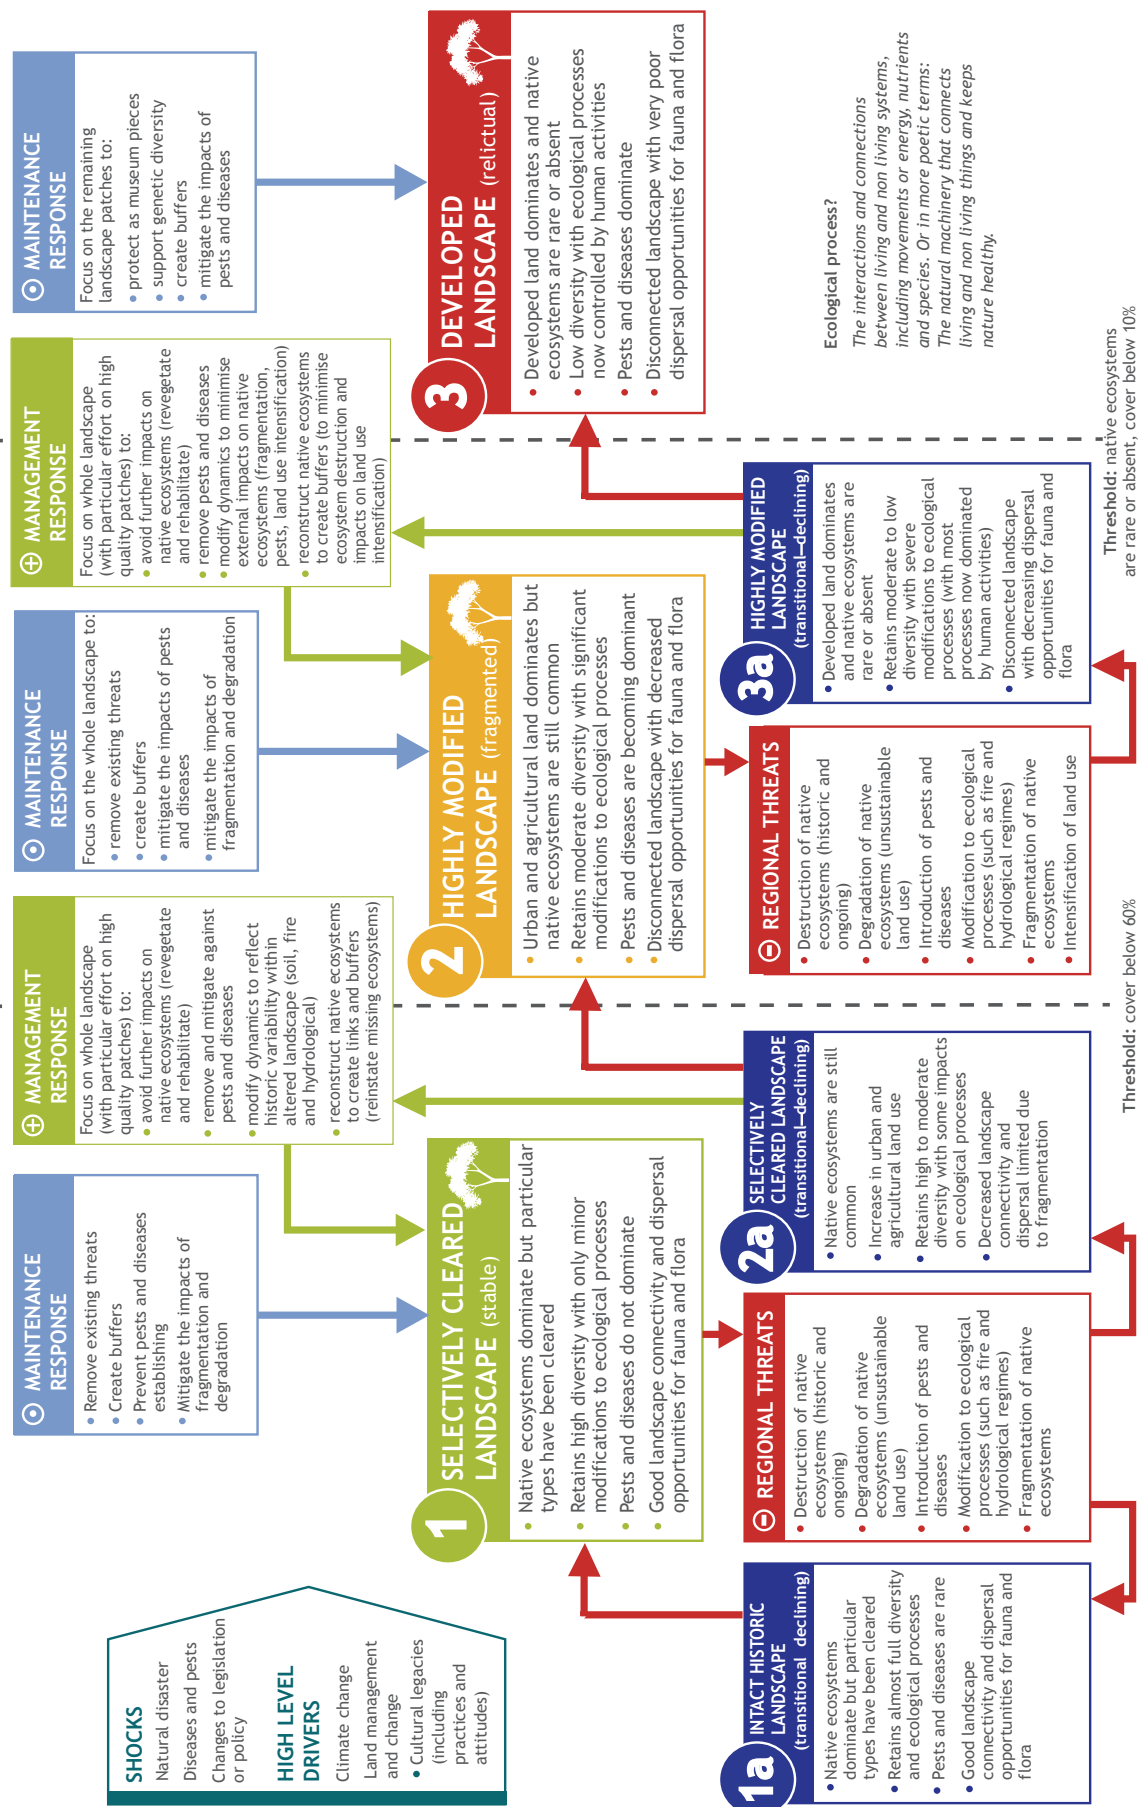 SHOCKS
Natural disaster
Diseases and pests
Changes to legislation
or policy
HIGH LEVEL
DRIVERS
Climate change
Land management
and change
• Cultural legacies
(including
practices and
attitudes)
MAINTENANCE
RESPONSE
• Remove existing threats
• Create buffers
• Prevent pests and diseases
establishing
• Mitigate the impacts of
fragmentation and
degradation
MANAGEMENT
RESPONSE
Focus on whole landscape
(with particular effort on high
quality patches) to:
• avoid further impacts on
native ecosystems (revegetate
and rehabilitate)
• remove and mitigate against
pests and diseases
• modify dynamics to reflect
historic variability within
altered landscape (soil, fire
and hydrological)
• reconstruct native ecosystems
to create links and buffers
(reinstate missing ecosystems)
MAINTENANCE
RESPONSE
Focus on the whole landscape to:
• remove existing threats
• create buffers
• mitigate the impacts of pests
and diseases
• mitigate the impacts of
fragmentation and degradation
MANAGEMENT
RESPONSE
Focus on whole landscape
(with particular effort on high
quality patches) to:
• avoid further impacts on
native ecosystems (revegetate
and rehabilitate)
• remove pests and diseases
• modify dynamics to minimise
external impacts on native
ecosystems (fragmentation,
pests, land use intensification)
• reconstruct native ecosystems
to create buffers (to minimise
ecosystem destruction and
impacts on land use
intensification)
MAINTENANCE
RESPONSE
Focus on the remaining
landscape patches to:
• protect as museum pieces
• support genetic diversity
• create buffers
• mitigate the impacts of
pests and diseases
1
SELECTIVELY CLEARED
LANDSCAPE (stable)
• Native ecosystems dominate but particular
types have been cleared
• Retains high diversity with only minor
modifications to ecological processes
• Pests and diseases do not dominate
• Good landscape connectivity and dispersal
opportunities for fauna and flora
2
HIGHLY MODIFIED
LANDSCAPE (fragmented)
• Urban and agricultural land dominates but
native ecosystems are still common
• Retains moderate diversity with significant
modifications to ecological processes
• Pests and diseases are becoming dominant
• Disconnected landscape with decreased
dispersal opportunities for fauna and flora
3
DEVELOPED
LANDSCAPE (relictual)
• Developed land dominates and native
ecosystems are rare or absent
• Low diversity with ecological processes
now controlled by human activities
• Pests and diseases dominate
• Disconnected landscape with very poor
dispersal opportunities for fauna and flora
1a
INTACT HISTORIC
LANDSCAPE
(transitional declining)
• Native ecosystems
dominate but particular
types have been cleared
• Retains almost full diversity
and ecological processes
• Pests and diseases are rare
• Good landscape
connectivity and dispersal
opportunities for fauna and
flora
REGIONAL THREATS
• Destruction of native
ecosystems (historic and
ongoing)
• Degradation of native
ecosystems (unsustainable
land use)
• Introduction of pests and
diseases
• Modification to ecological
processes (such as fire and
hydrological regimes)
• Fragmentation of native
ecosystems
2a
SELECTIVELY
CLEARED LANDSCAPE
(transitional—declining)
• Native ecosystems are still
common
• Increase in urban and
agricultural land use
• Retains high to moderate
diversity with some impacts
on ecological processes
• Decreased landscape
connectivity and
dispersal limited due
to fragmentation
REGIONAL THREATS
• Destruction of native
ecosystems (historic and
ongoing)
• Degradation of native
ecosystems (unsustainable
land use)
• Introduction of pests and
diseases
• Modification to ecological
processes (such as fire and
hydrological regimes)
• Fragmentation of native
ecosystems
• Intensification of land use
3a
HIGHLY MODIFIED
LANDSCAPE
(transitional—declining)
• Developed land dominates
and native ecosystems are
rare or absent
• Retains moderate to low
diversity with severe
modifications to ecological
processes (with most
processes now dominated
by human activities)
• Disconnected landscape
with decreasing dispersal
opportunities for fauna and
flora
Ecological process?
The interactions and connections
between living and non living systems,
including movements or energy, nutrients
and species. Or in more poetic terms:
The natural machinery that connects
living and non living things and keeps
nature healthy.
Threshold: cover below 60%
Threshold: native ecosystems
are rare or absent, cover below 10%